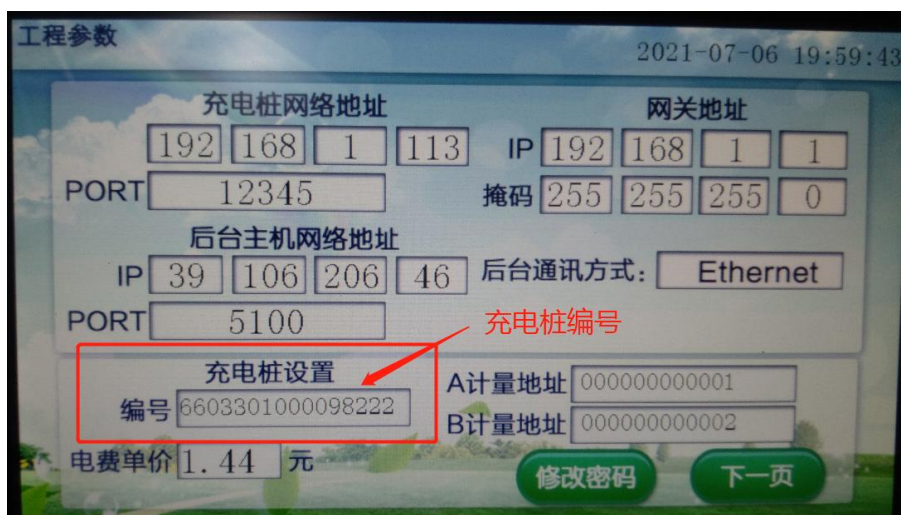 工程参数
2021-07-06 19:59:43
充电桩网络地址
192 168 1 113
PORT 12345
网关地址
IP 192 168 1 1
掩码 255 255 255 0
后台主机网络地址
IP 39 106 206 46
PORT 5100
后台通讯方式: Ethernet
充电桩编号
充电桩设置
编号 6603301000098222
A计量地址 000000000001
B计量地址 000000000002
电费单价 1.44 元
修改密码
下一页